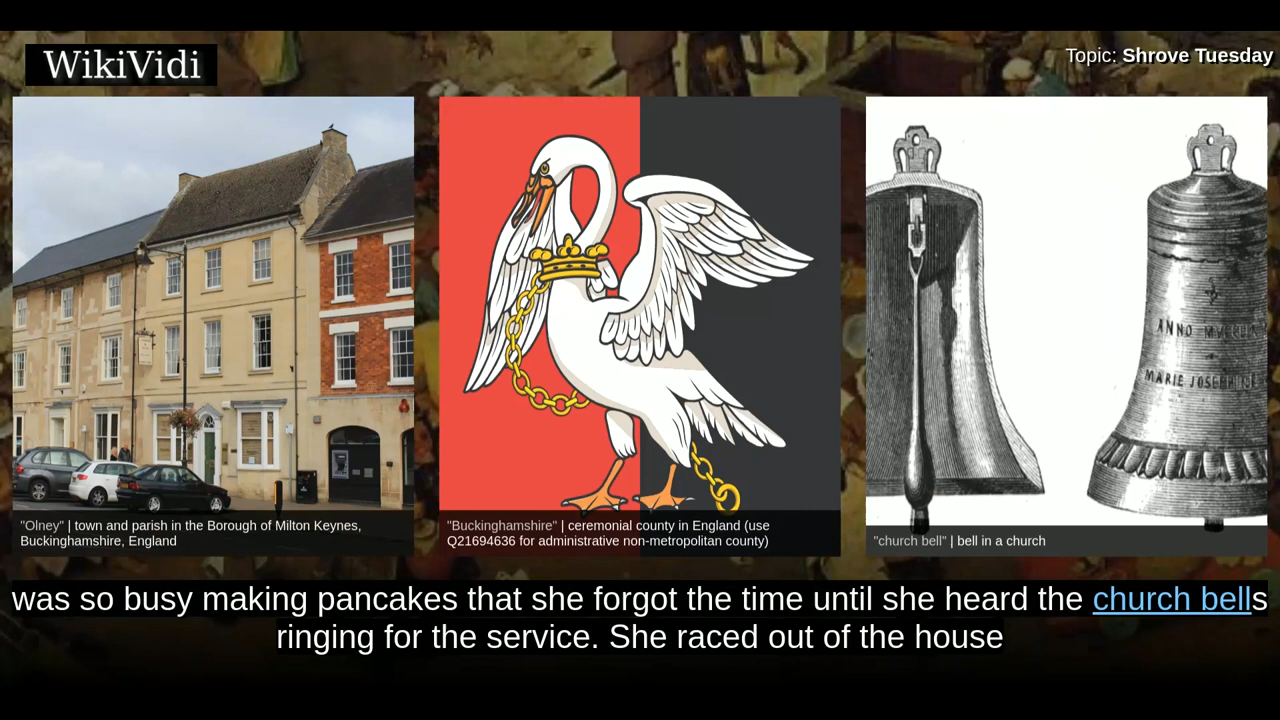 WikiVidi
Topic: Shrove Tuesday
"Olney" | town and parish in the Borough of Milton Keynes,
Buckinghamshire, England
"Buckinghamshire" | ceremonial county in England (use
Q21694636 for administrative non-metropolitan county)
ANNO
MARIE
"church bell" | bell in a church
was so busy making pancakes that she forgot the time until she heard the church bells
ringing for the service. She raced out of the house